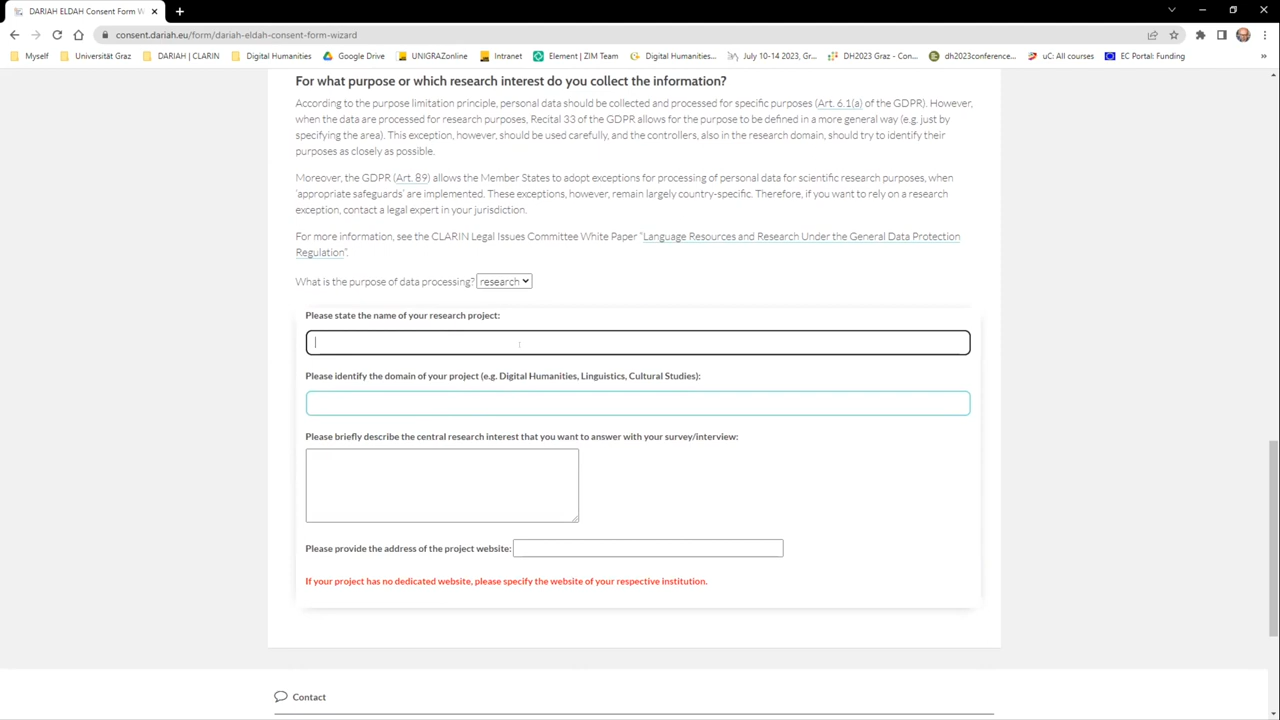 DARIAH ELDAH Consent Form W
consent.dariah.eu/form/dariah-eldah-consent-form-wizard
Myself Universität Graz DARIAH | CLARIN Digital Humanities Google Drive UNIGRAZonline Intranet Element | ZIM Team Digital Humanities... July 10-14 2023, Gr... DH2023 Graz - Con... dh2023conference... uC: All courses EC Portal: Funding »
For what purpose or which research interest do you collect the information?
According to the purpose limitation principle, personal data should be collected and processed for specific purposes (Art. 6.1(a) of the GDPR). However,
when the data are processed for research purposes, Recital 33 of the GDPR allows for the purpose to be defined in a more general way (e.g. just by
specifying the area). This exception, however, should be used carefully, and the controllers, also in the research domain, should try to identify their
purposes as closely as possible.
Moreover, the GDPR (Art. 89) allows the Member States to adopt exceptions for processing of personal data for scientific research purposes, when
'appropriate safeguards' are implemented. These exceptions, however, remain largely country-specific. Therefore, if you want to rely on a research
exception, contact a legal expert in your jurisdiction.
For more information, see the CLARIN Legal Issues Committee White Paper "Language Resources and Research Under the General Data Protection
Regulation".
What is the purpose of data processing? research
Please state the name of your research project:
Please identify the domain of your project (e.g. Digital Humanities, Linguistics, Cultural Studies):
Please briefly describe the central research interest that you want to answer with your survey/interview:
Please provide the address of the project website:
If your project has no dedicated website, please specify the website of your respective institution.
Contact